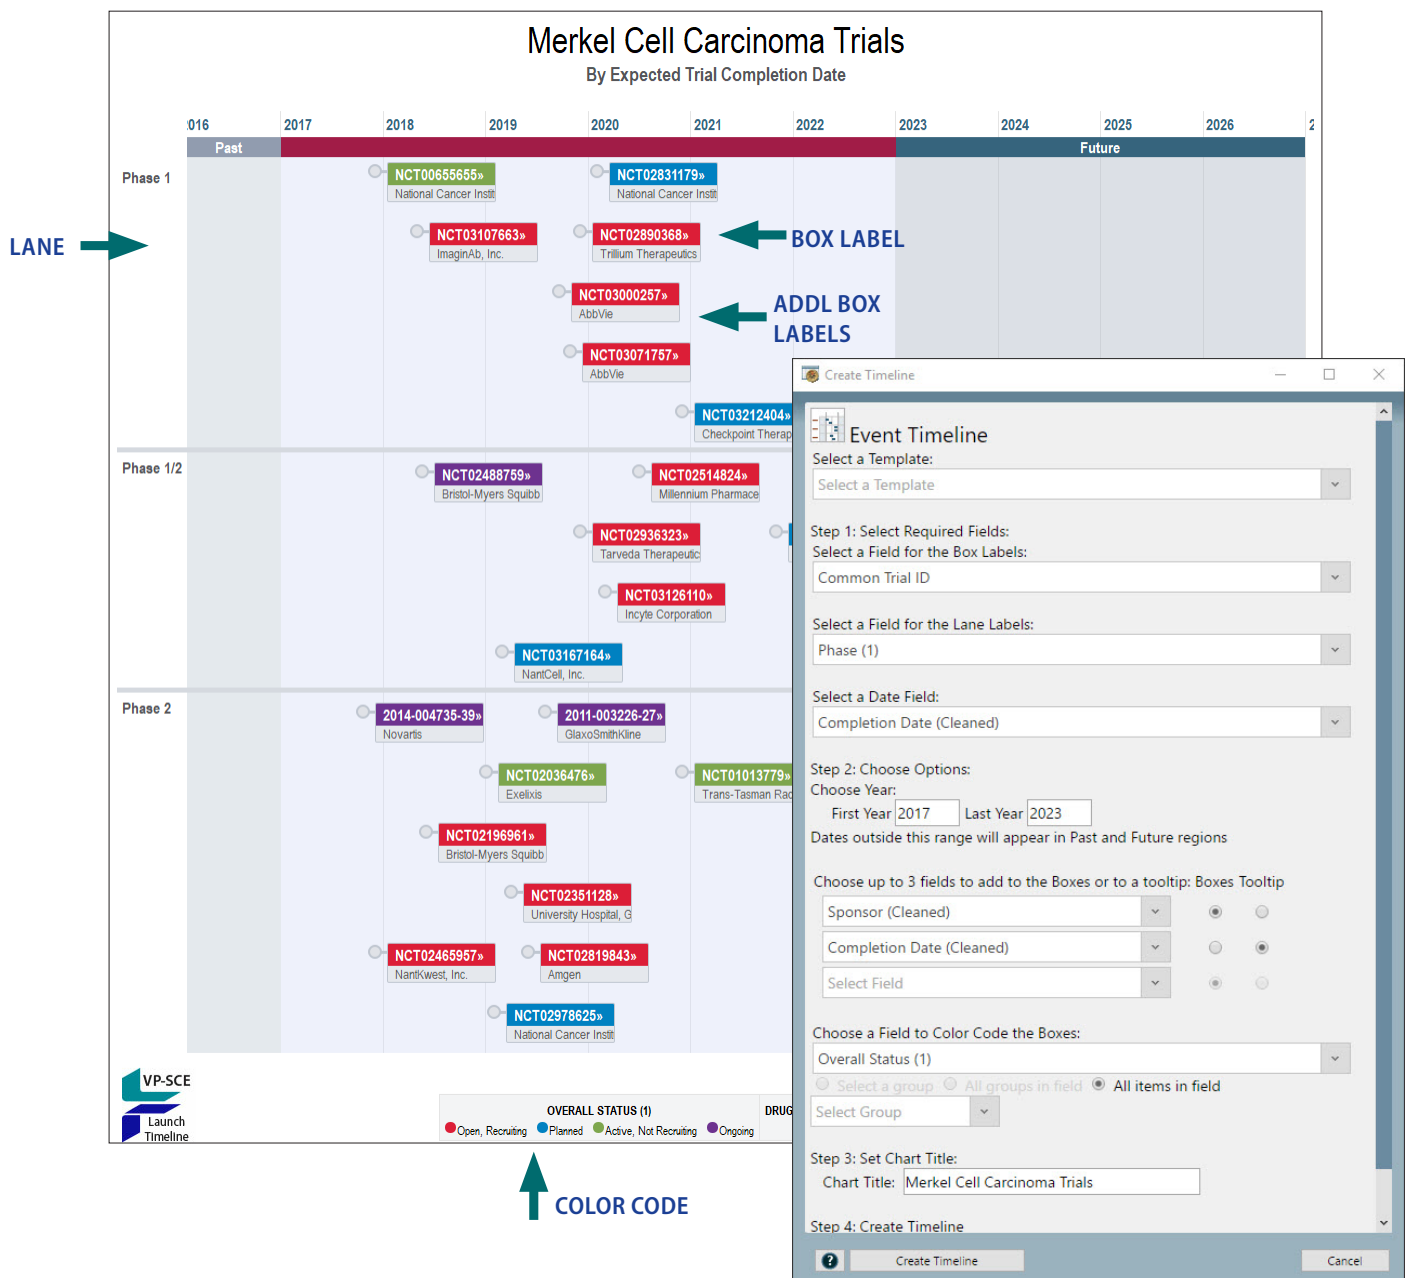 Merkel Cell Carcinoma Trials
By Expected Trial Completion Date
2016 2017 2018 2019 2020 2021 2022 2023 2024 2025 2026
Past Future
Phase 1
NCT00655655» NCT02831179»
National Cancer Instit National Cancer Instit
LANE
NCT03107663» NCT02890368»
ImaginAb, Inc. Trillium Therapeutics
BOX LABEL
NCT03000257»
AbbVie
ADDL BOX
LABELS
NCT03071757»
AbbVie
NCT03212404»
Checkpoint Therap
Phase 1/2
NCT02488759» NCT02514824»
Bristol-Myers Squibb Millennium Pharmace
NCT02936323»
Tarveda Therapeutic
NCT03126110»
Incyte Corporation
NCT03167164»
NantCell, Inc.
Phase 2
2014-004735-39» 2011-003226-27»
Novartis GlaxoSmithKline
NCT02036476» NCT01013779»
Exelixis Trans-Tasman Rad
NCT02196961»
Bristol-Myers Squibb
NCT02351128»
University Hospital, G
NCT02465957» NCT02819843»
NantKwest, Inc. Amgen
NCT02978625»
National Cancer Instit
VP-SCE
Launch
Timeline
OVERALL STATUS (1) DRUG
Open, Recruiting Planned Active, Not Recruiting Ongoing
COLOR CODE
Create Timeline
Event Timeline
Select a Template:
Select a Template
Step 1: Select Required Fields:
Select a Field for the Box Labels:
Common Trial ID
Select a Field for the Lane Labels:
Phase (1)
Select a Date Field:
Completion Date (Cleaned)
Step 2: Choose Options:
Choose Year:
First Year 2017 Last Year 2023
Dates outside this range will appear in Past and Future regions
Choose up to 3 fields to add to the Boxes or to a tooltip: Boxes Tooltip
Sponsor (Cleaned)
Completion Date (Cleaned)
Select Field
Choose a Field to Color Code the Boxes:
Overall Status (1)
Select a group All groups in field All items in field
Select Group
Step 3: Set Chart Title:
Chart Title: Merkel Cell Carcinoma Trials
Step 4: Create Timeline
? Create Timeline Cancel